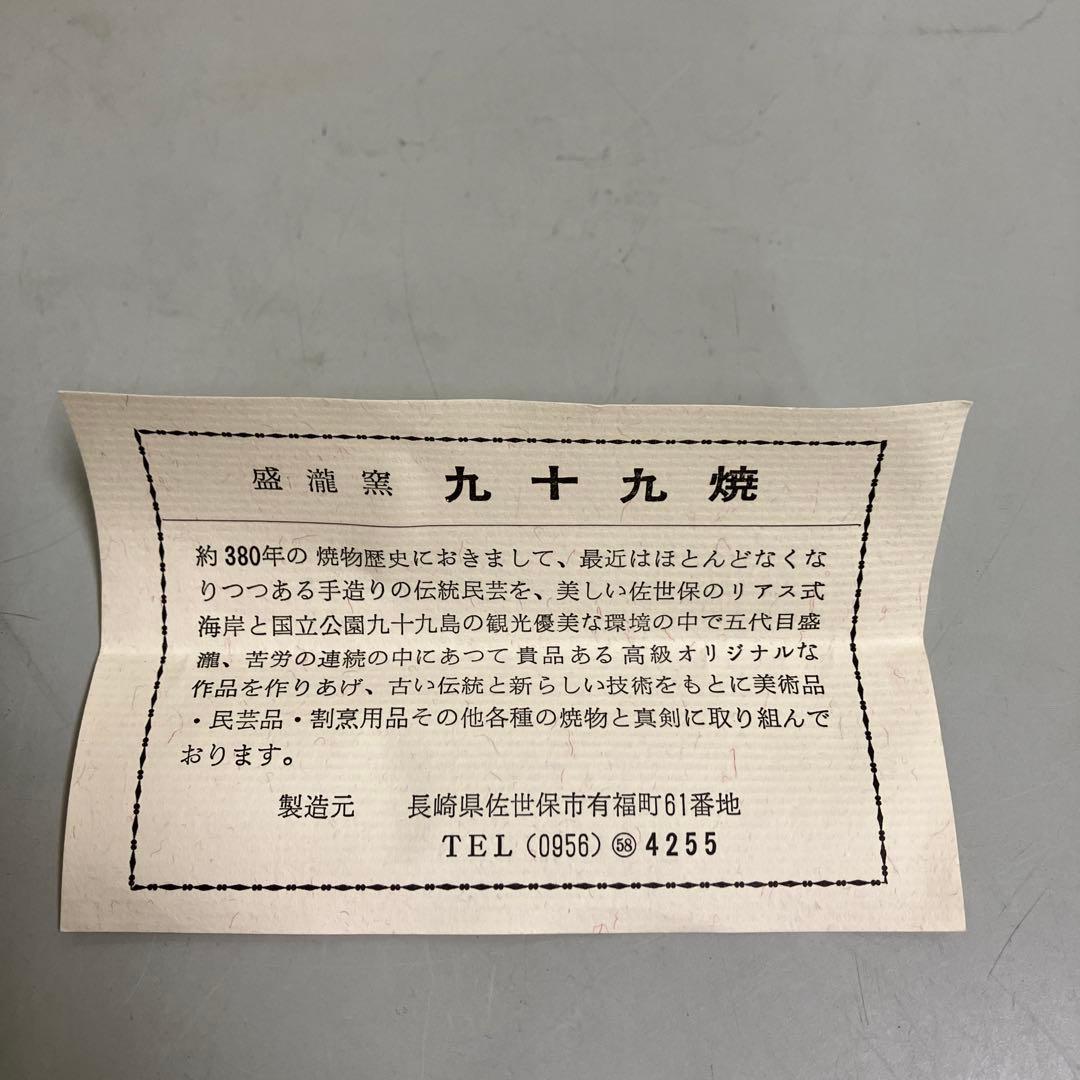 盛瀧窯 九十九焼
約380年の焼物歴史におきまして、最近はほとんどなくな
りつつある手造りの伝統民芸を、美しい佐世保のリアス式
海岸と国立公園九十九島の観光優美な環境の中で五代目盛
瀧、苦労の連続の中にあつて貴品ある高級オリジナルな
作品を作りあげ、古い伝統と新らしい技術をもとに美術品
・民芸品・割烹用品その他各種の焼物と真剣に取り組んで
おります。
製造元 長崎県佐世保市有福町61番地
TEL(0956)㊽4255